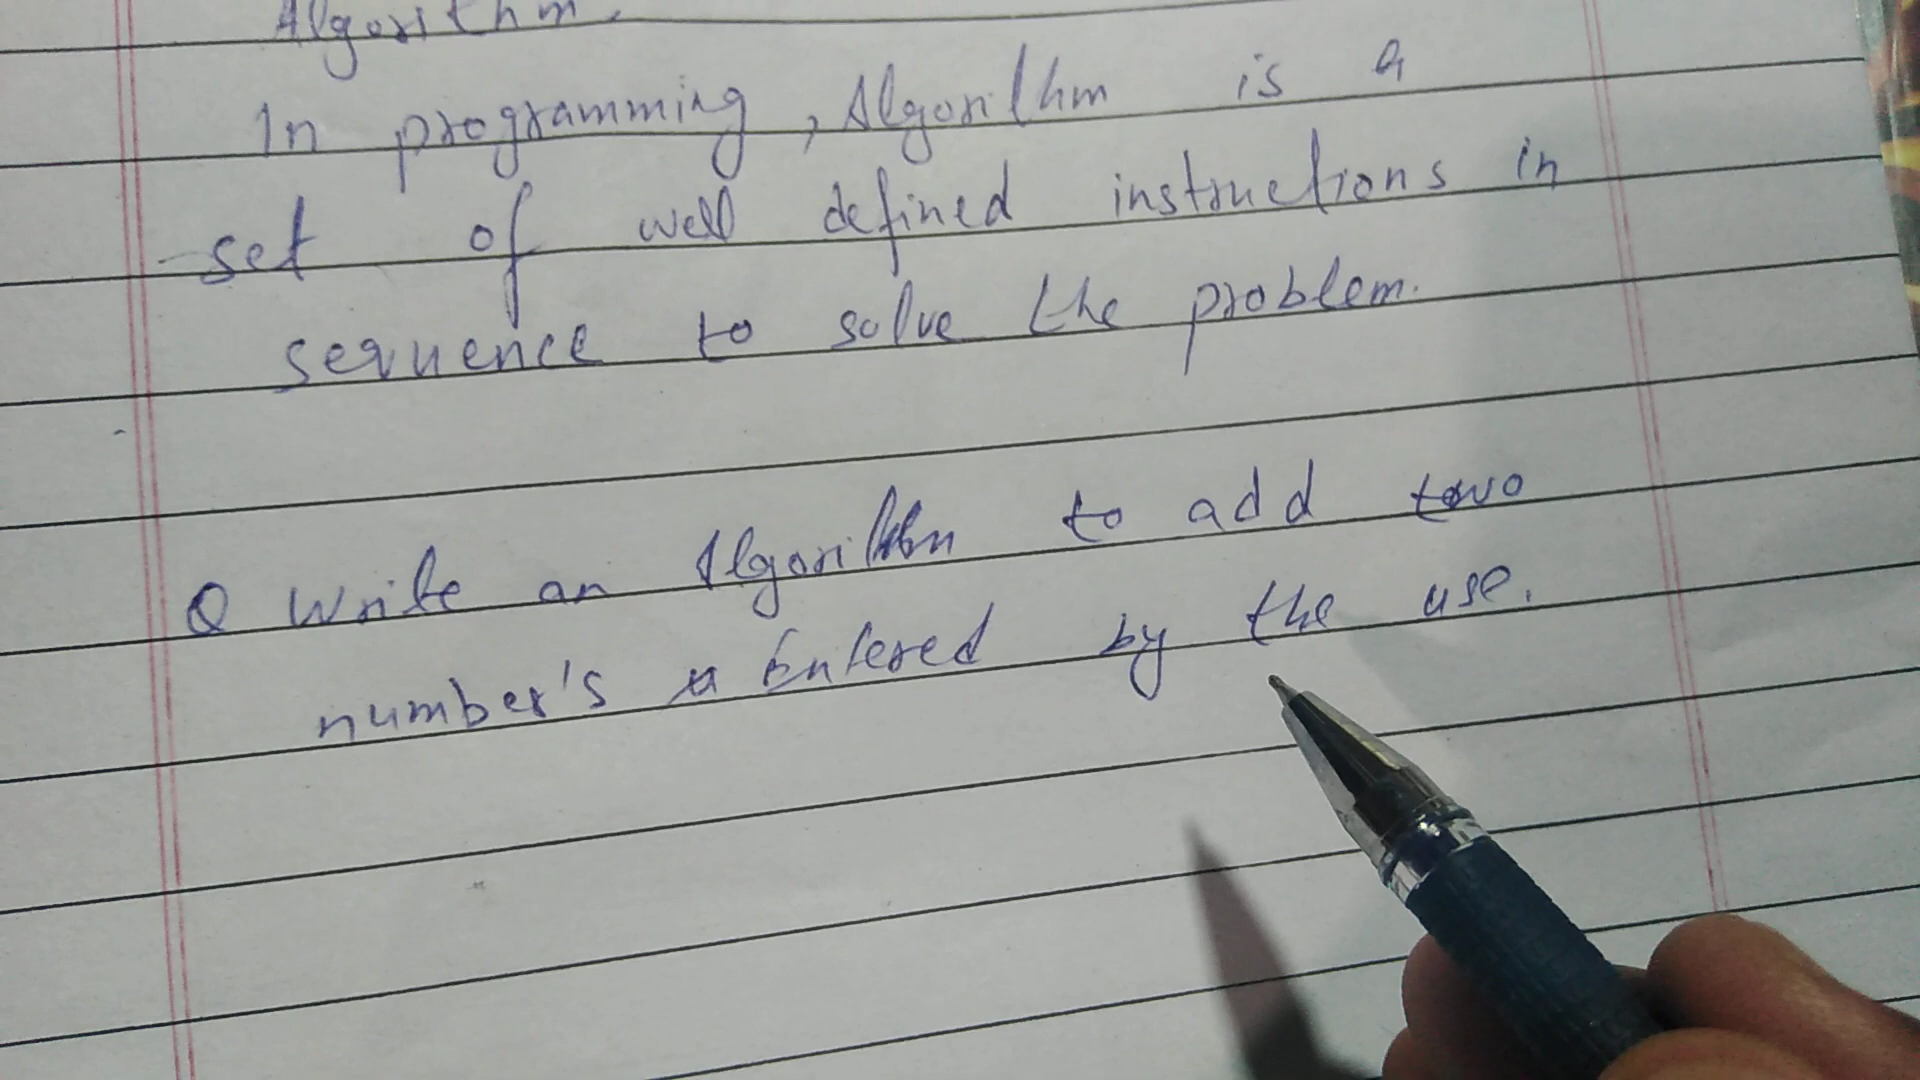 Algorithm.
In programming, Algorithm is a
set of well defined instructions in
sequence to solve the problem.
Q Write an Algorithm to add two
number's Entered by the use.